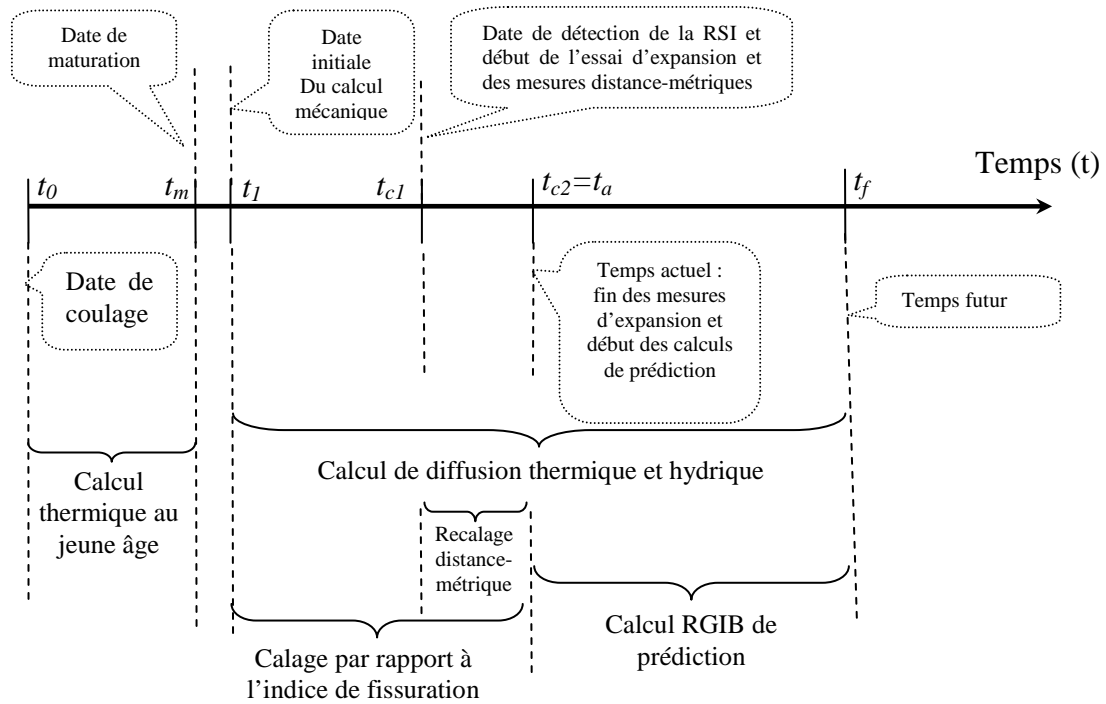 Date de
maturation
Date
initiale
Du calcul
mécanique
Date de détection de la RSI et
début de l'essai d'expansion et
des mesures distance-métriques
Temps (t)
t0
tm
t1
tc1
tc2=ta
tf
Date de
coulage
Temps actuel :
fin des mesures
d'expansion et
début des calculs
de prédiction
Temps futur
Calcul de diffusion thermique et hydrique
Calcul
thermique au
jeune âge
Recalage
distance-
métrique
Calcul RGIB de
prédiction
Calage par rapport à
l'indice de fissuration